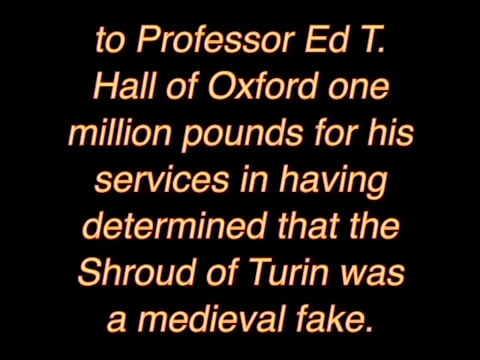 to Professor Ed T.
Hall of Oxford one
million pounds for his
services in having
determined that the
Shroud of Turin was
a medieval fake.